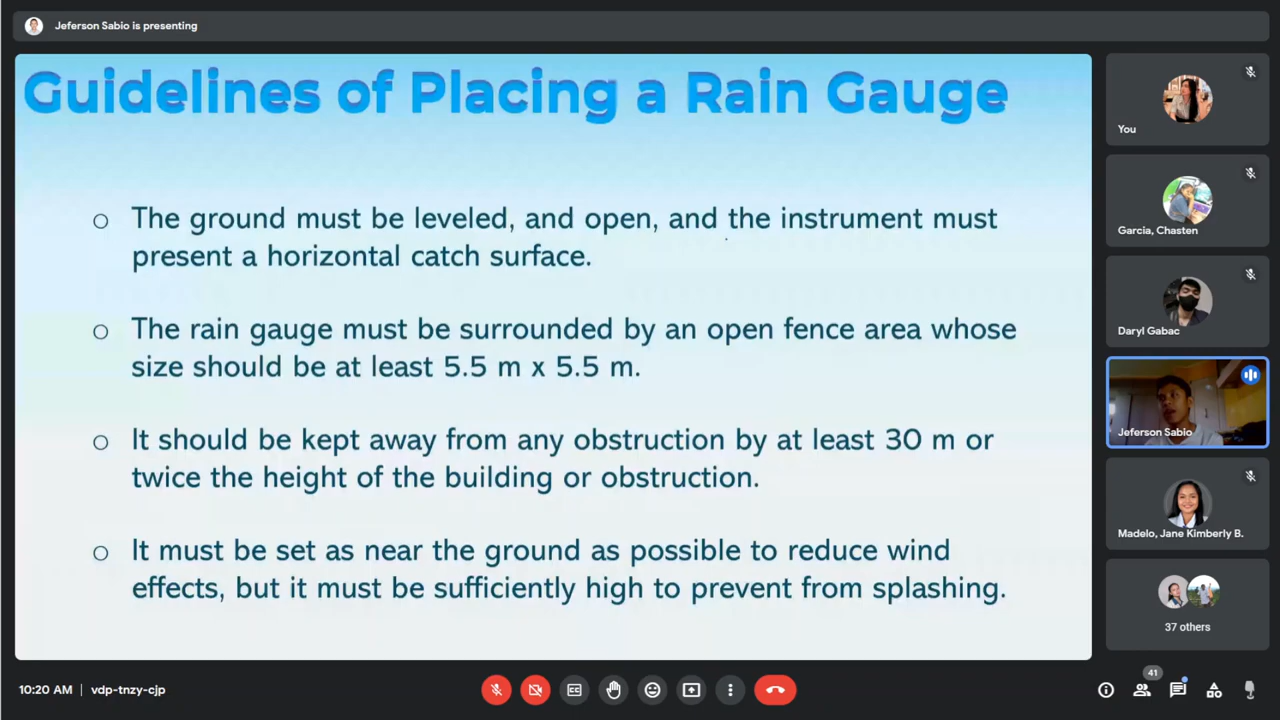 Jeferson Sabio is presenting
Guidelines of Placing a Rain Gauge
o The ground must be leveled, and open, and the instrument must
present a horizontal catch surface.
o The rain gauge must be surrounded by an open fence area whose
size should be at least 5.5 m x 5.5 m.
o It should be kept away from any obstruction by at least 30 m or
twice the height of the building or obstruction.
o It must be set as near the ground as possible to reduce wind
effects, but it must be sufficiently high to prevent from splashing.
You
Garcia, Chasten
Daryl Gabac
Jeferson Sabio
Madelo, Jane Kimberly B.
37 others
10:20 AM | vdp-tnzy-cjp
CC
41